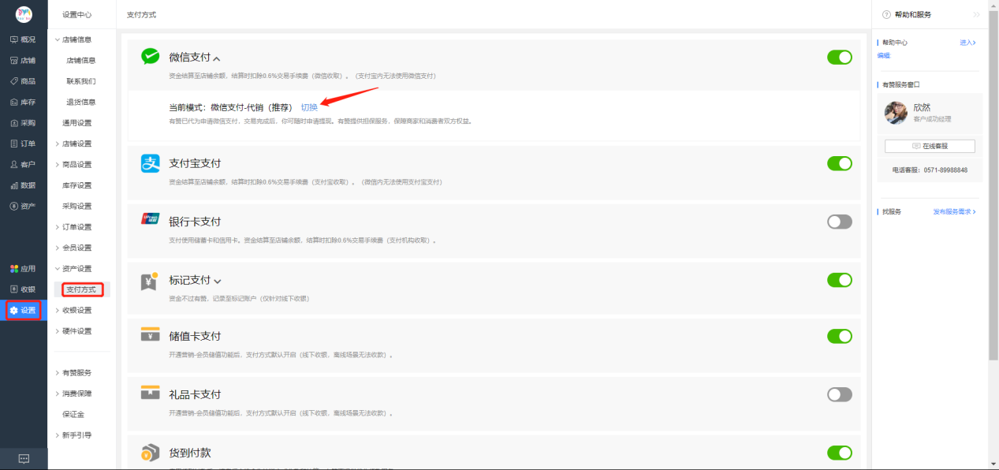 设置中心
支付方式
帮助和服务
概况
店铺
商品
库存
采购
订单
客户
数据
资产
应用
收银
设置
店铺信息
店铺信息
联系我们
退货信息
通用设置
店铺设置
商品设置
库存设置
采购设置
订单设置
会员设置
资产设置
支付方式
收银设置
硬件设置
有赞服务
消费保障
保证金
新手引导
微信支付
资金结算至店铺余额，结算时扣除0.6%交易手续费（微信收取）。（支付宝内无法使用微信支付）
当前模式：微信支付-代销（推荐） 切换
有赞已代为申请微信支付，交易完成后，你可随时申请提现。有赞提供担保服务，保障商家和消费者双方权益。
支付宝支付
资金结算至店铺余额，结算时扣除0.6%交易手续费（支付宝收取）。（微信内无法使用支付宝支付）
银行卡支付
支付使用储蓄卡和信用卡。资金结算至店铺余额，结算时扣除0.6%交易手续费（支付机构收取）。
标记支付
资金不过有赞，记录至标记账户（仅针对线下收银）
储值卡支付
开通营销-会员储值功能后，支付方式默认开启（线下收银，离线场景无法收款）。
礼品卡支付
开通营销-会员储值功能后，支付方式默认开启（线下收银，离线场景无法收款）。
货到付款
帮助中心 进入>
编辑
有赞服务窗口
欣然
客户成功经理
在线客服
电话客服：0571-89988848
找服务 发布服务需求>